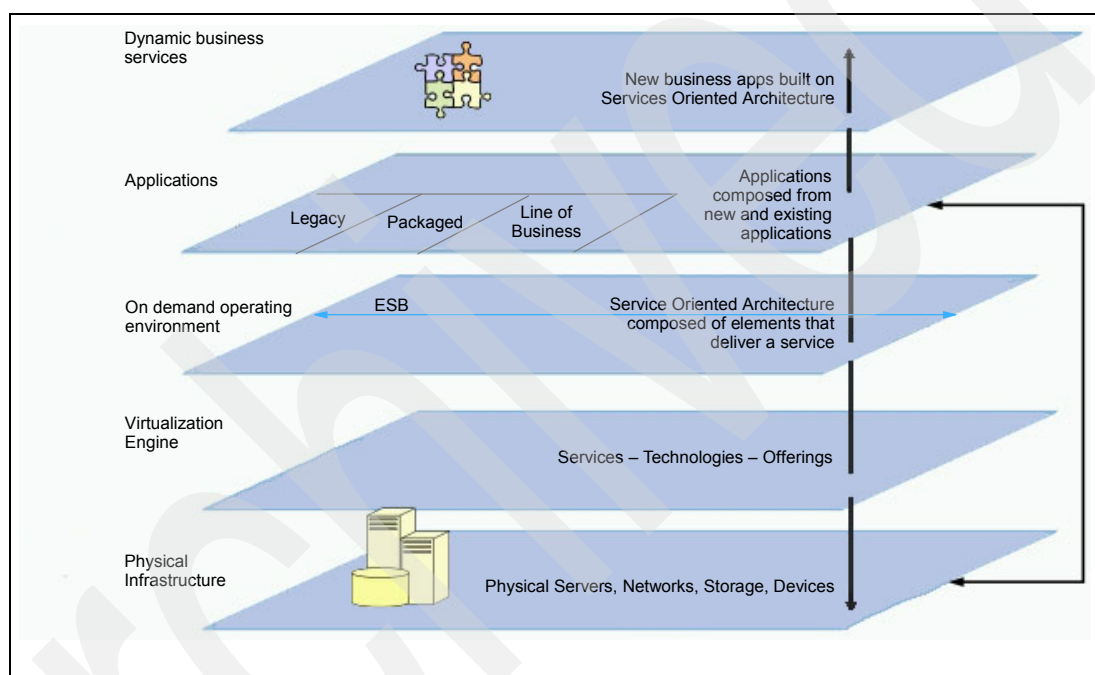 Dynamic business
services
New business apps built on
Services Oriented Architecture
Applications
Legacy
Packaged
Line of
Business
Applications
composed from
new and existing
applications
On demand operating
environment
ESB
Service Oriented Architecture
composed of elements that
deliver a service
Virtualization
Engine
Services – Technologies – Offerings
Physical
Infrastructure
Physical Servers, Networks, Storage, Devices